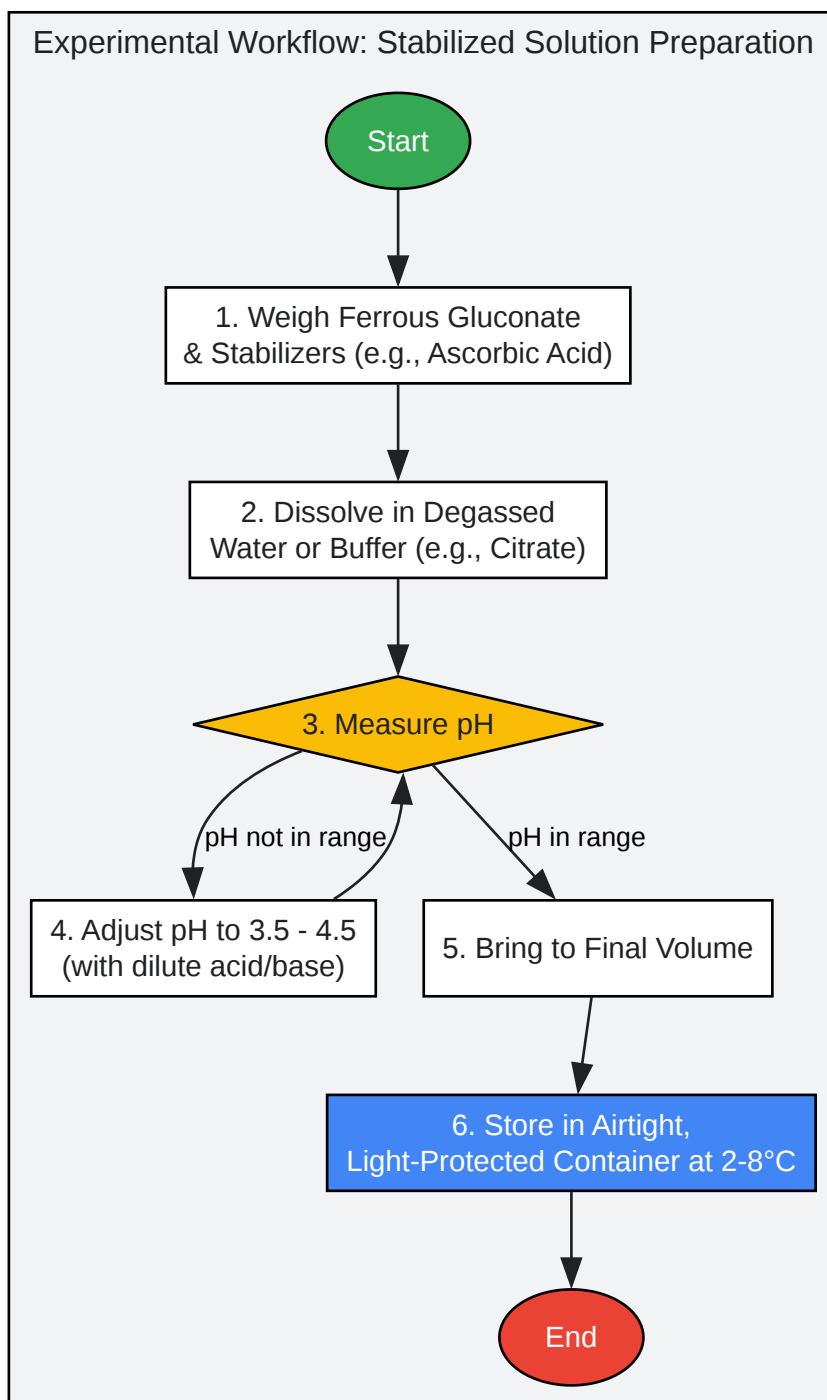 Experimental Workflow: Stabilized Solution Preparation
Start
1. Weigh Ferrous Gluconate
& Stabilizers (e.g., Ascorbic Acid)
2. Dissolve in Degassed
Water or Buffer (e.g., Citrate)
3. Measure pH
pH not in range
pH in range
4. Adjust pH to 3.5 - 4.5
(with dilute acid/base)
5. Bring to Final Volume
6. Store in Airtight,
Light-Protected Container at 2-8°C
End